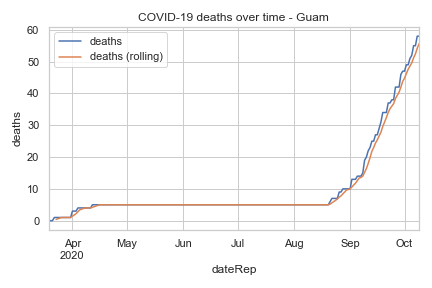 COVID-19 deaths over time - Guam
deaths
deaths (rolling)
60
50
40
30
20
10
0
deaths
Apr
2020
May
Jun
Jul
Aug
Sep
Oct
dateRep